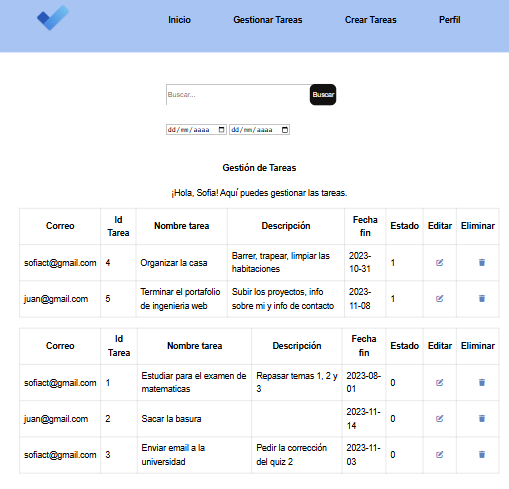 Inicio Gestionar Tareas Crear Tareas Perfil
Buscar... Buscar
dd/mm/aaaa dd/mm/aaaa
Gestión de Tareas
¡Hola, Sofia! Aquí puedes gestionar las tareas.
Correo Id Tarea Nombre tarea Descripción Fecha fin Estado Editar Eliminar
sofiact@gmail.com 4 Organizar la casa Barrer, trapear, limpiar las habitaciones 2023-10-31 1
juan@gmail.com 5 Terminar el portafolio de ingenieria web Subir los proyectos, info sobre mi y info de contacto 2023-11-08 1
Correo Id Tarea Nombre tarea Descripción Fecha fin Estado Editar Eliminar
sofiact@gmail.com 1 Estudiar para el examen de matematicas Repasar temas 1, 2 y 3 2023-08-01 0
juan@gmail.com 2 Sacar la basura 2023-11-14 0
sofiact@gmail.com 3 Enviar email a la universidad Pedir la corrección del quiz 2 2023-11-03 0